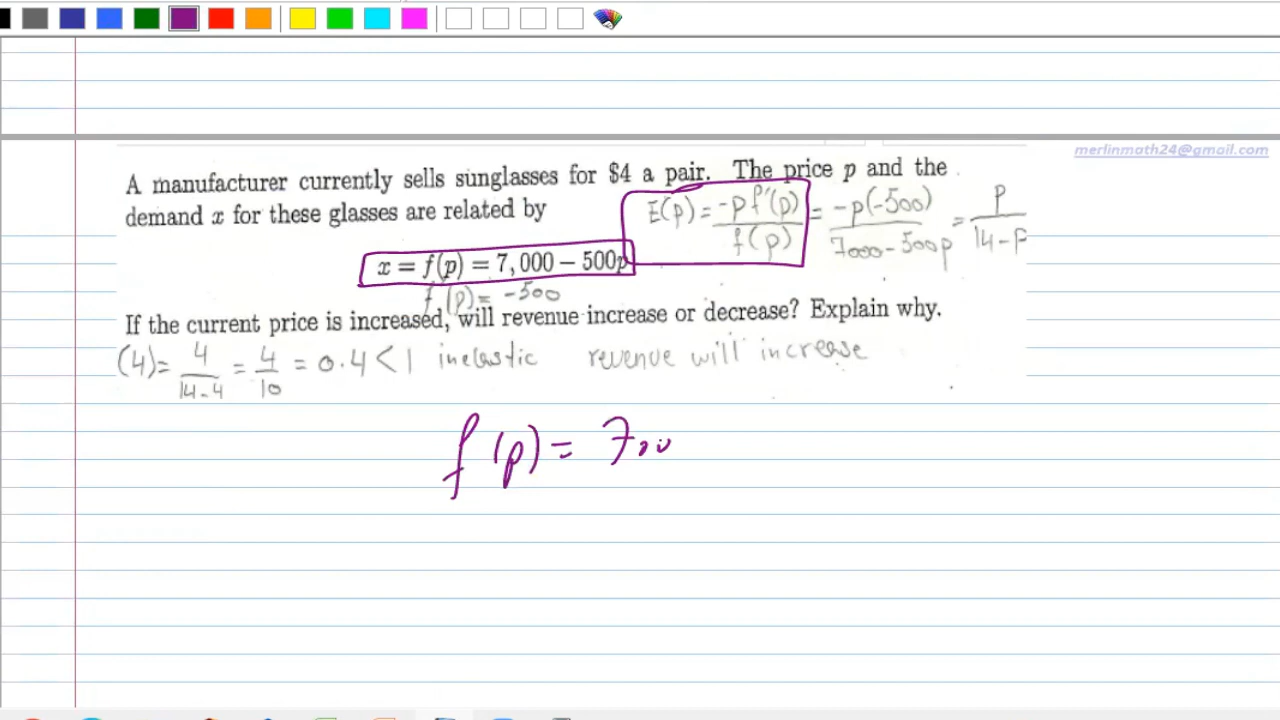 merlinmath24@gmail.com
A manufacturer currently sells sunglasses for $4 a pair. The price p and the
demand x for these glasses are related by
E(p) = -p f'(p) / f(p) = -p(-500) / 7000-500p = p / 14-p
x = f(p) = 7,000 − 500p
f'(p) = -500
If the current price is increased, will revenue increase or decrease? Explain why.
(4) = 4 / 14-4 = 4 / 10 = 0.4 < 1 inelastic revenue will increase
f(p) = 700